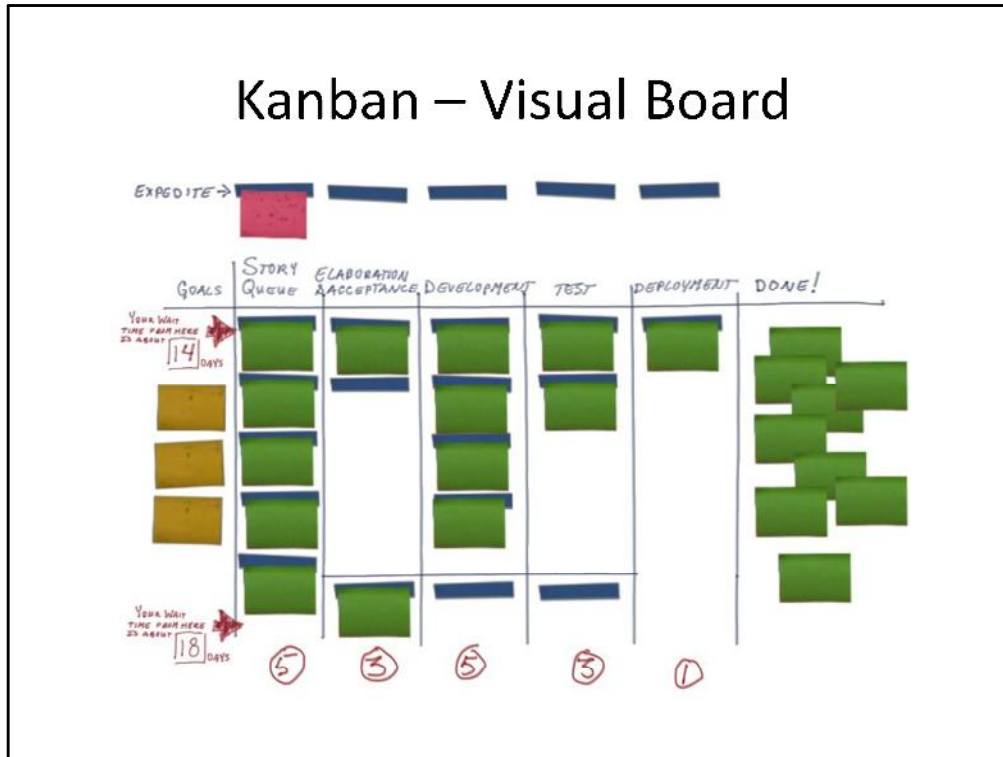 Kanban – Visual Board
EXPEDITE →
GOALS
STORY
QUEUE
ELABORATION
& ACCEPTANCE
DEVELOPMENT
TEST
DEPLOYMENT
DONE!
YOUR WAIT
TIME FROM HERE
IS ABOUT
14 DAYS
YOUR WAIT
TIME FROM HERE
IS ABOUT
18 DAYS
5
3
5
3
1